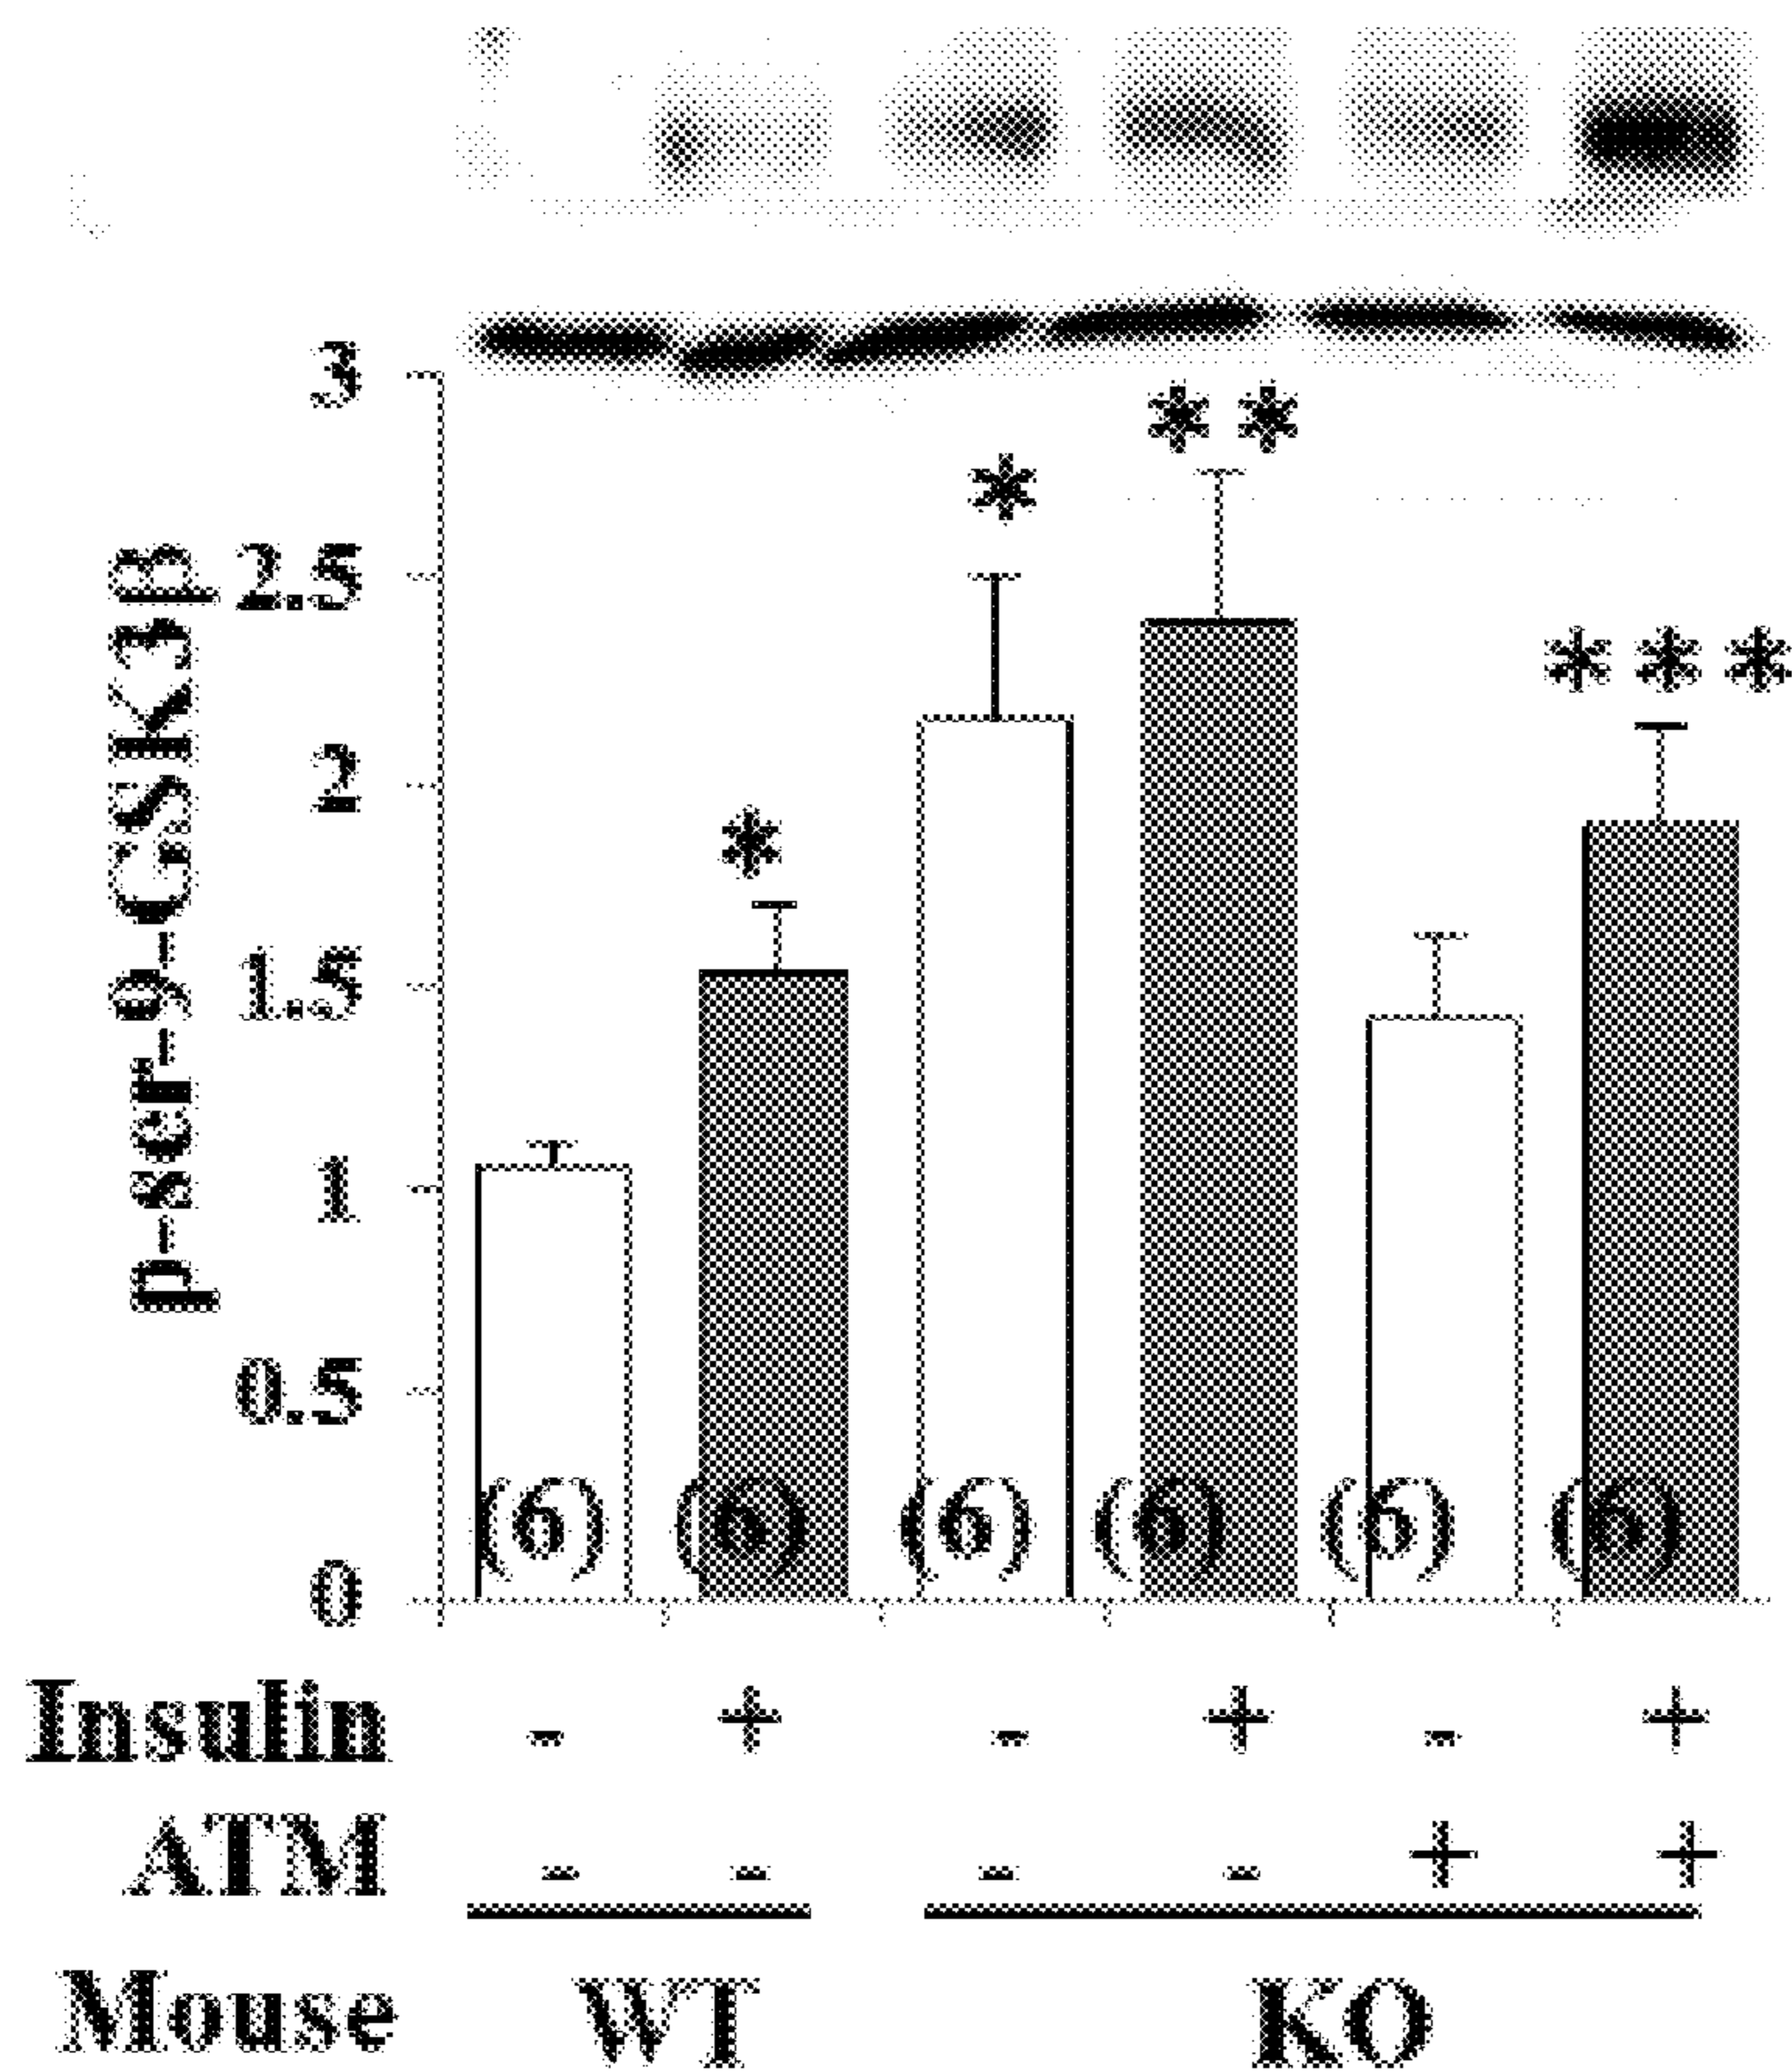 p-ser-9-GSK3β
3
2.5
2
1.5
1
0.5
0
*
*
**
***
(6) (6) (6) (6) (6) (6)
Insulin - + - + - +
ATM - - - - + +
Mouse WT KO